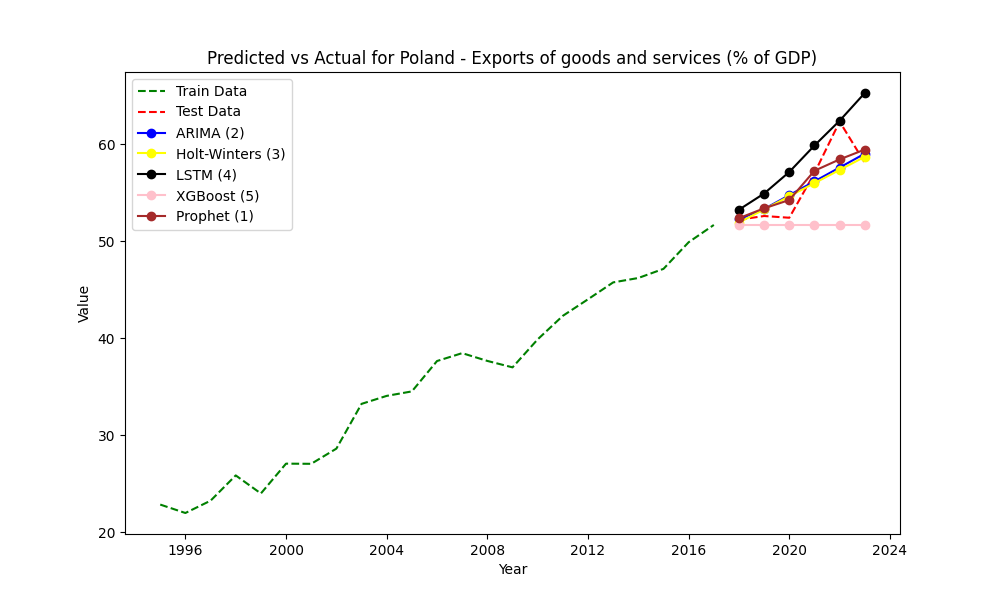 Predicted vs Actual for Poland - Exports of goods and services (% of GDP)
Train Data
Test Data
ARIMA (2)
Holt-Winters (3)
LSTM (4)
XGBoost (5)
Prophet (1)
60
50
40
30
20
Value
1996 2000 2004 2008 2012 2016 2020 2024
Year